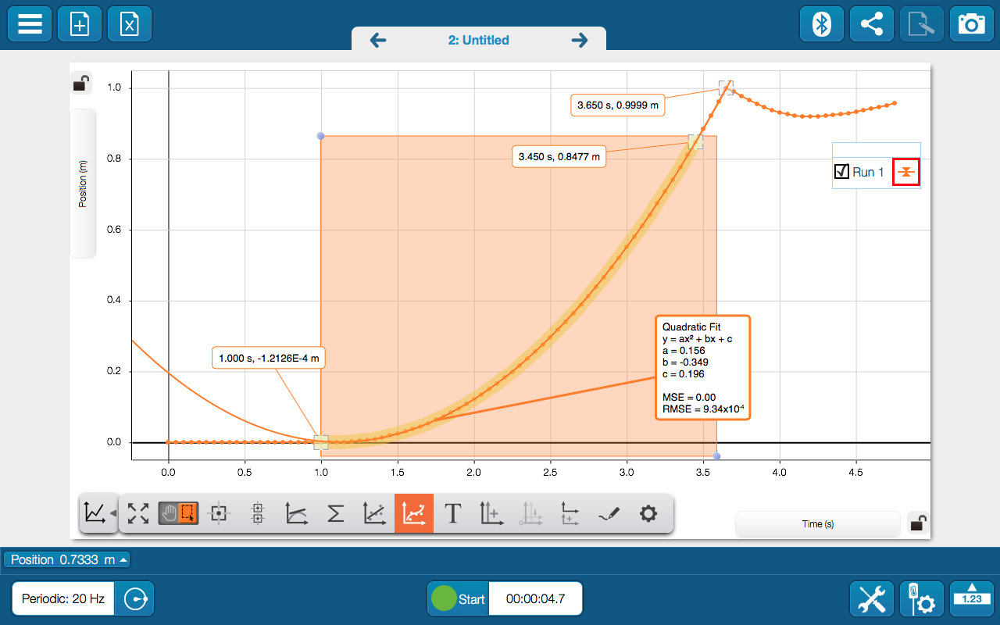 2: Untitled
1.0
0.8
0.6
0.4
0.2
0.0
Position (m)
3.650 s, 0.9999 m
3.450 s, 0.8477 m
1.000 s, -1.2126E-4 m
Run 1
Quadratic Fit
y = ax² + bx + c
a = 0.156
b = -0.349
c = 0.196
MSE = 0.00
RMSE = 9.34x10⁻⁴
0.0 0.5 1.0 1.5 2.0 2.5 3.0 3.5 4.0 4.5
T
Time (s)
Position 0.7333 m
Periodic: 20 Hz
Start
00:00:04.7
1.23